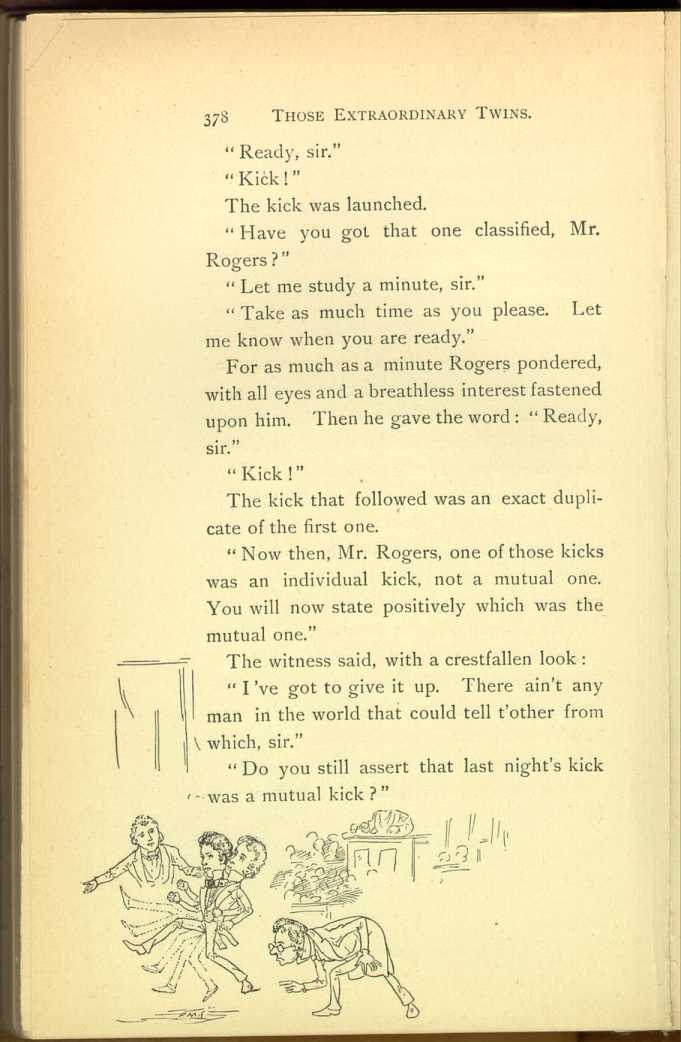 378 THOSE EXTRAORDINARY TWINS.
“Ready, sir.”
“Kick!”
The kick was launched.
“Have you got that one classified, Mr.
Rogers?”
“Let me study a minute, sir.”
“Take as much time as you please. Let
me know when you are ready.”
For as much as a minute Rogers pondered,
with all eyes and a breathless interest fastened
upon him. Then he gave the word: “Ready,
sir.”
“Kick!”
The kick that followed was an exact dupli-
cate of the first one.
“Now then, Mr. Rogers, one of those kicks
was an individual kick, not a mutual one.
You will now state positively which was the
mutual one.”
The witness said, with a crestfallen look:
“I’ve got to give it up. There ain’t any
man in the world that could tell t’other from
which, sir.”
“Do you still assert that last night’s kick
was a mutual kick?”